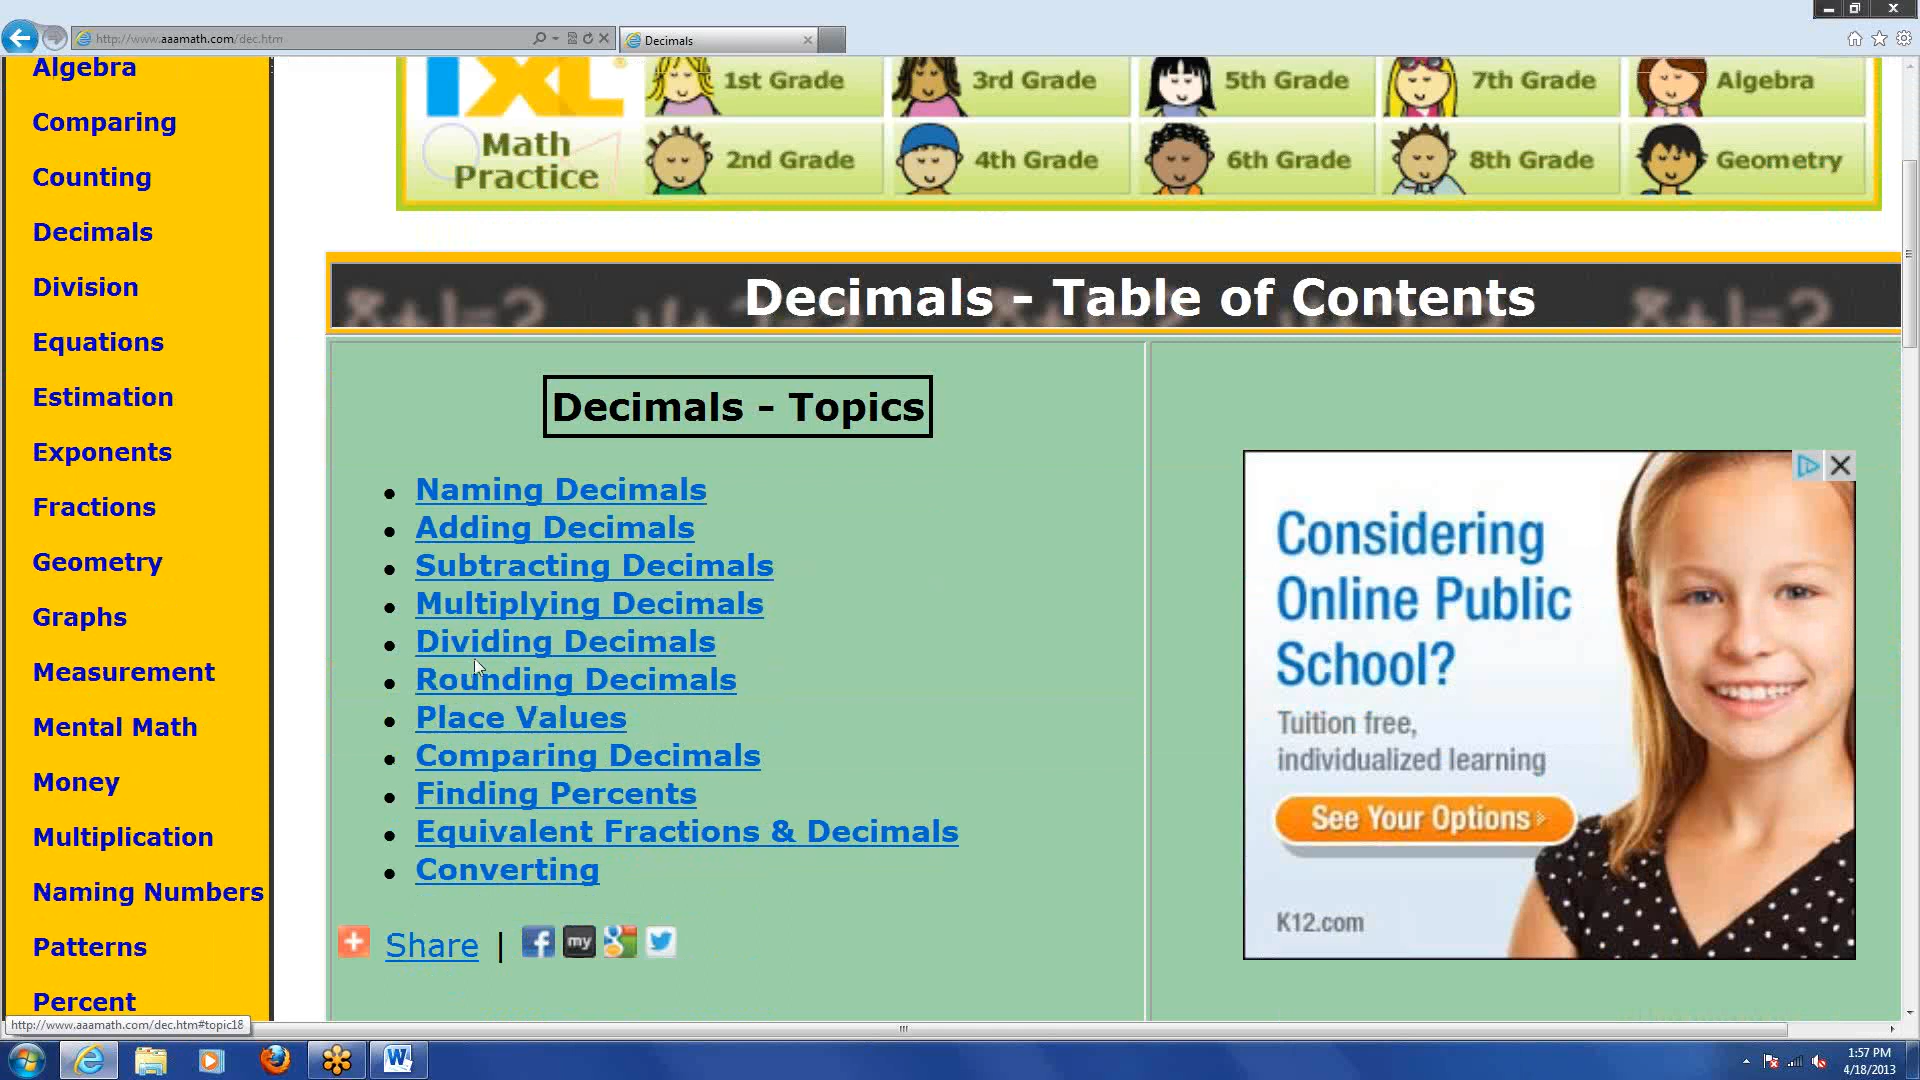 http://www.aaamath.com/dec.htm
Decimals
Algebra
Comparing
Counting
Decimals
Division
Equations
Estimation
Exponents
Fractions
Geometry
Graphs
Measurement
Mental Math
Money
Multiplication
Naming Numbers
Patterns
Percent
IXL
Math
Practice
1st Grade
3rd Grade
5th Grade
7th Grade
Algebra
2nd Grade
4th Grade
6th Grade
8th Grade
Geometry
8+1=?
8+1=?
Decimals - Table of Contents
Decimals - Topics
Naming Decimals
Adding Decimals
Subtracting Decimals
Multiplying Decimals
Dividing Decimals
Rounding Decimals
Place Values
Comparing Decimals
Finding Percents
Equivalent Fractions & Decimals
Converting
Share |
my
Considering
Online Public
School?
Tuition free,
individualized learning
See Your Options
K12.com
http://www.aaamath.com/dec.htm#topic18
1:57 PM
4/18/2013